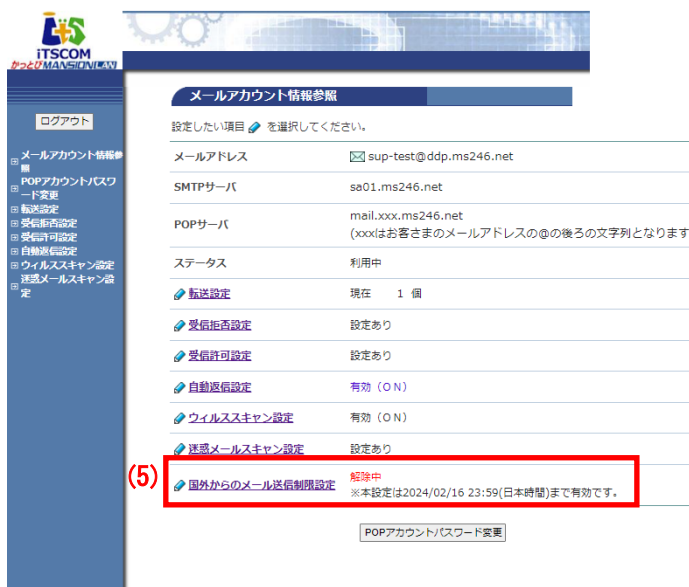 iTSCOM
かっとびMANSION LAN
ログアウト
メールアカウント情報参照
POPアカウントパスワード変更
転送設定
受信拒否設定
受信許可設定
自動返信設定
ウィルススキャン設定
迷惑メールスキャン設定
メールアカウント情報参照
設定したい項目 を選択してください。
メールアドレス sup-test@ddp.ms246.net
SMTPサーバ sa01.ms246.net
POPサーバ mail.xxx.ms246.net
(xxxはお客さまのメールアドレスの@の後ろの文字列となります
ステータス 利用中
転送設定 現在 1 個
受信拒否設定 設定あり
受信許可設定 設定あり
自動返信設定 有効（ＯＮ）
ウィルススキャン設定 有効（ＯＮ）
迷惑メールスキャン設定 設定あり
(5) 国外からのメール送信制限設定 解除中
※本設定は2024/02/16 23:59(日本時間)まで有効です。
POPアカウントパスワード変更